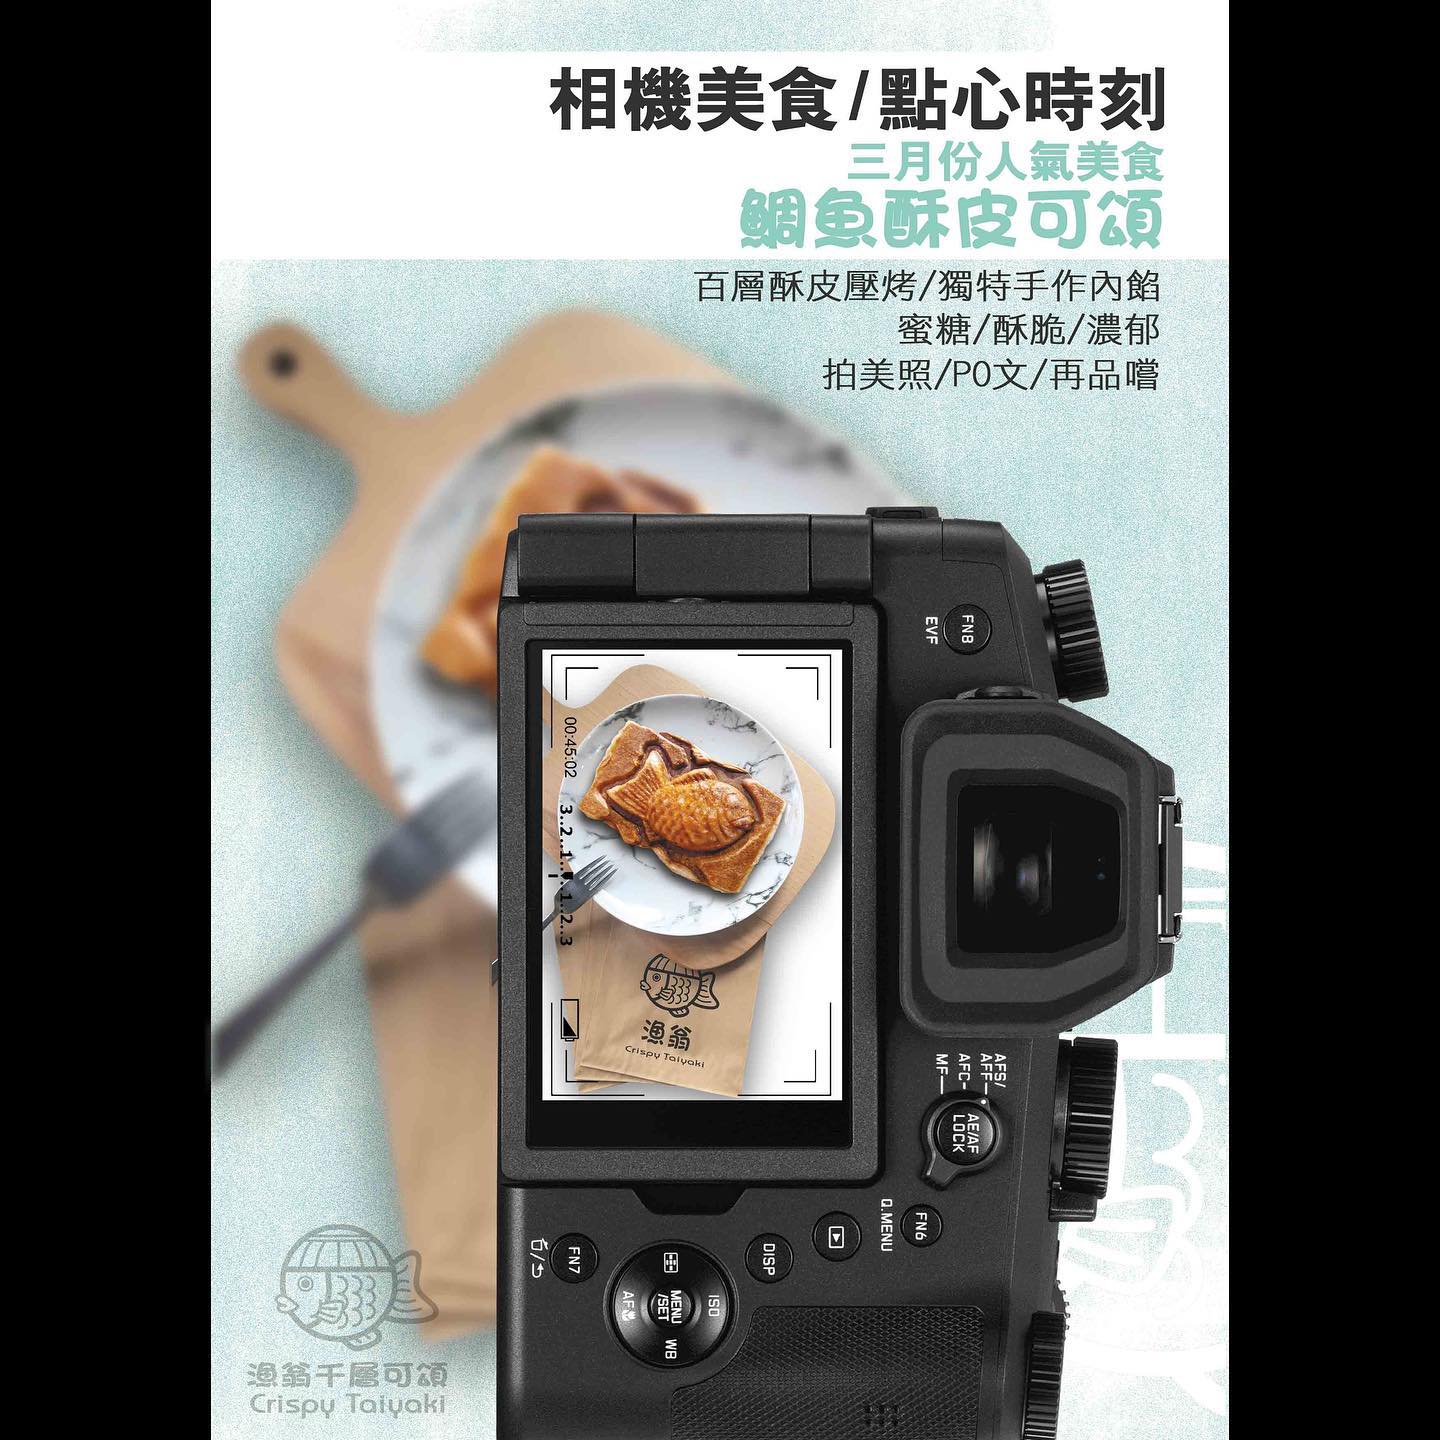 相機美食/點心時刻
三月份人氣美食
鯛魚酥皮可頌
百層酥皮壓烤/獨特手作內餡
蜜糖/酥脆/濃郁
拍美照/PO文/再品嚐
FN8
EVF
00:45:02
3..2..1..
..1..2..3
漁翁
Crispy Taiyaki
AFS/
AFF
AFC
MF
AE/AF
LOCK
FN6
Q.MENU
DISP
FN7
ISO
MENU
/SET
WB
AF
漁翁千層可頌
Crispy Taiyaki